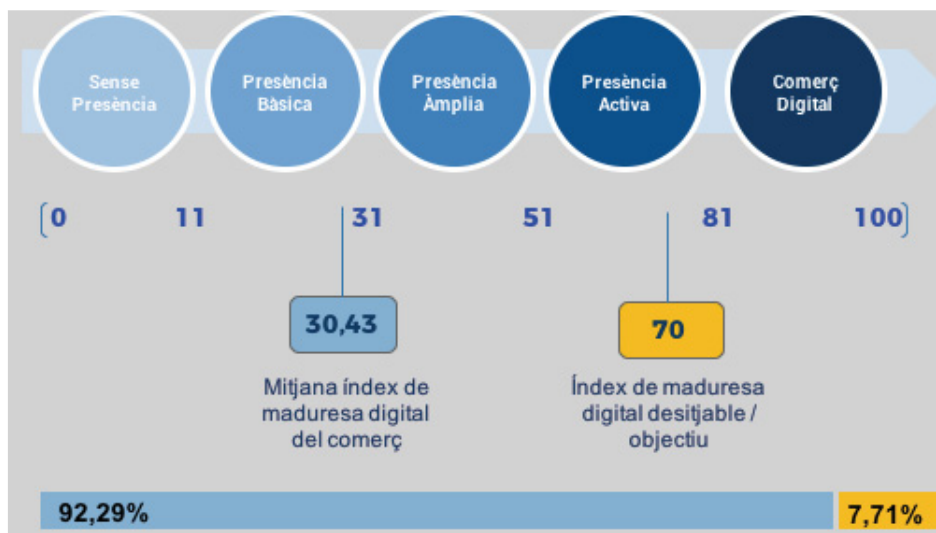 Sense
Presència
Presència
Bàsica
Presència
Àmplia
Presència
Activa
Comerç
Digital
[0 11 31 51 81 100]
30,43
Mitjana índex de
maduresa digital
del comerç
70
Índex de maduresa
digital desitjable /
objectiu
92,29%
7,71%